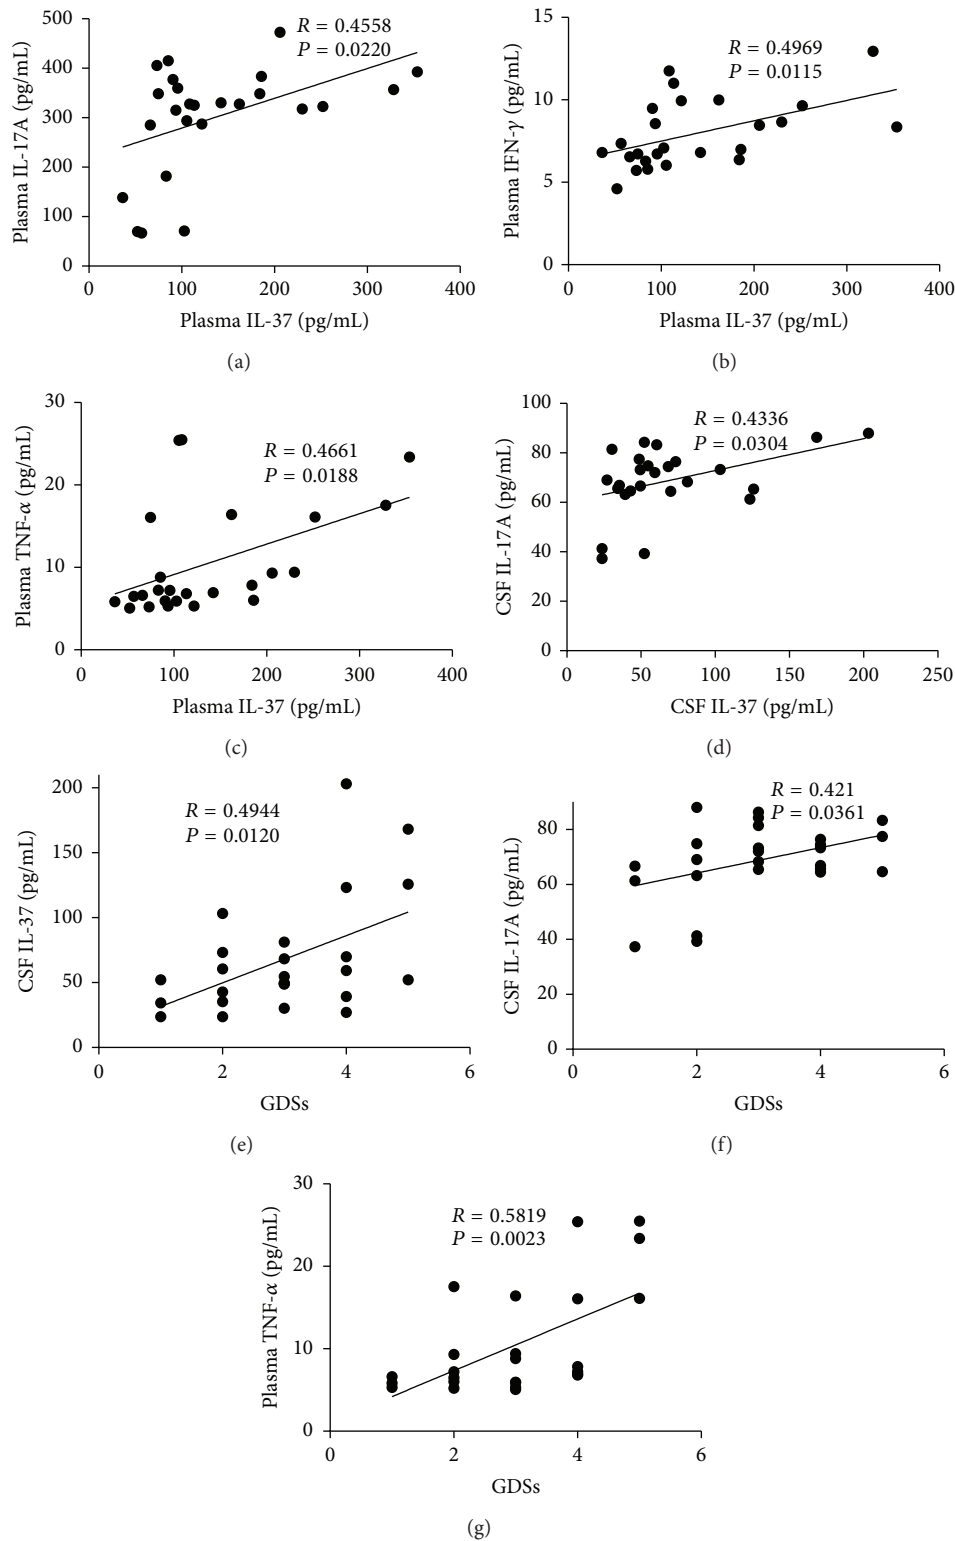 500
400
300
200
100
0
Plasma IL-17A (pg/mL)
R = 0.4558
P = 0.0220
0 100 200 300 400
Plasma IL-37 (pg/mL)
(a)
15
10
5
0
Plasma IFN-γ (pg/mL)
R = 0.4969
P = 0.0115
0 100 200 300 400
Plasma IL-37 (pg/mL)
(b)
30
20
10
0
Plasma TNF-α (pg/mL)
R = 0.4661
P = 0.0188
0 100 200 300 400
Plasma IL-37 (pg/mL)
(c)
100
80
60
40
20
0
CSF IL-17A (pg/mL)
R = 0.4336
P = 0.0304
0 50 100 150 200 250
CSF IL-37 (pg/mL)
(d)
200
150
100
50
0
CSF IL-37 (pg/mL)
R = 0.4944
P = 0.0120
0 2 4 6
GDSs
(e)
80
60
40
20
0
CSF IL-17A (pg/mL)
R = 0.421
P = 0.0361
0 2 4 6
GDSs
(f)
30
20
10
0
Plasma TNF-α (pg/mL)
R = 0.5819
P = 0.0023
0 2 4 6
GDSs
(g)